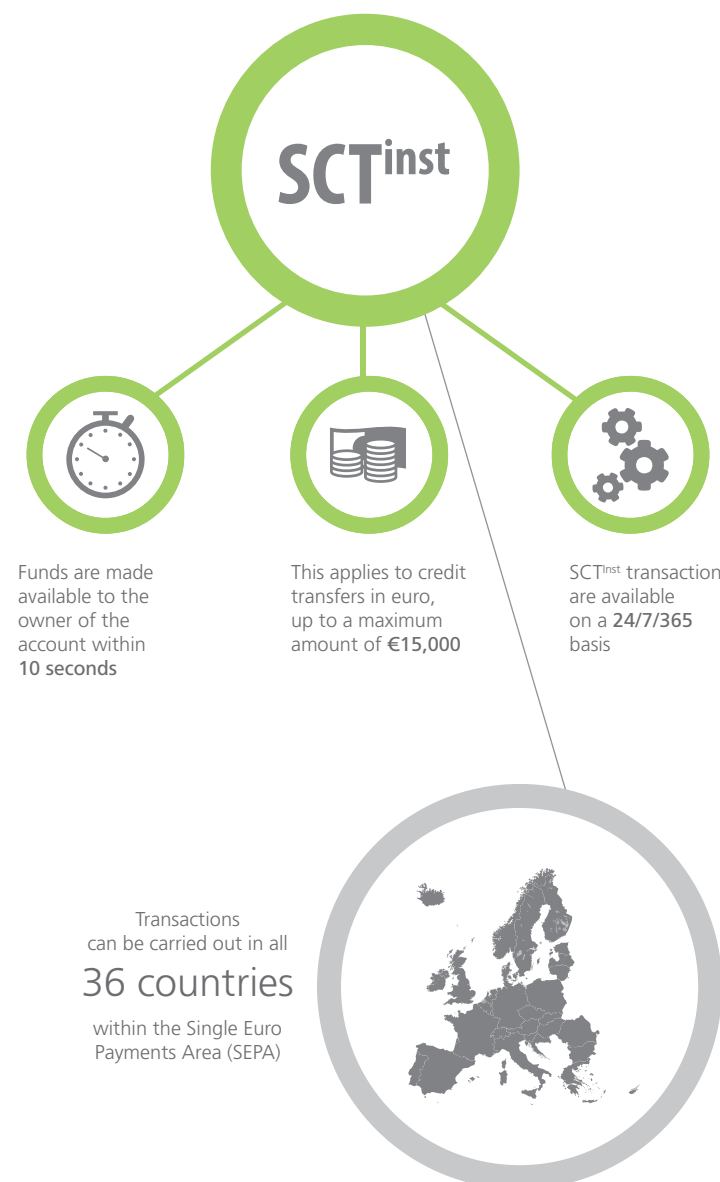 SCTinst
Funds are made
available to the
owner of the
account within
10 seconds
This applies to credit
transfers in euro,
up to a maximum
amount of €15,000
SCTInst transaction
are available
on a 24/7/365
basis
Transactions
can be carried out in all
36 countries
within the Single Euro
Payments Area (SEPA)